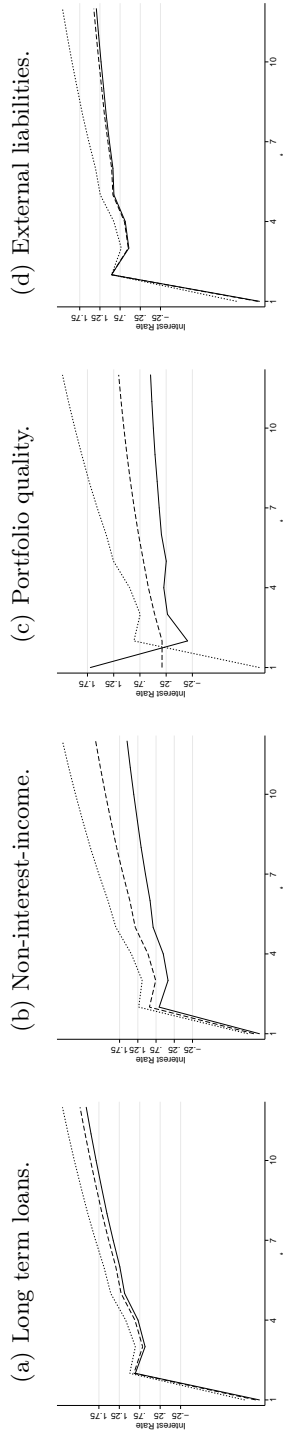 (a) Long term loans.
Interest Rate
-.25 .25 .75 1.25 1.75
1 4 7 10
(b) Non-interest-income.
Interest Rate
-.25 .25 .75 1.25 1.75
1 4 7 10
(c) Portfolio quality.
Interest Rate
-.25 .25 .75 1.25 1.75
1 4 7 10
(d) External liabilities.
Interest Rate
-.25 .25 .75 1.25 1.75
1 4 7 10